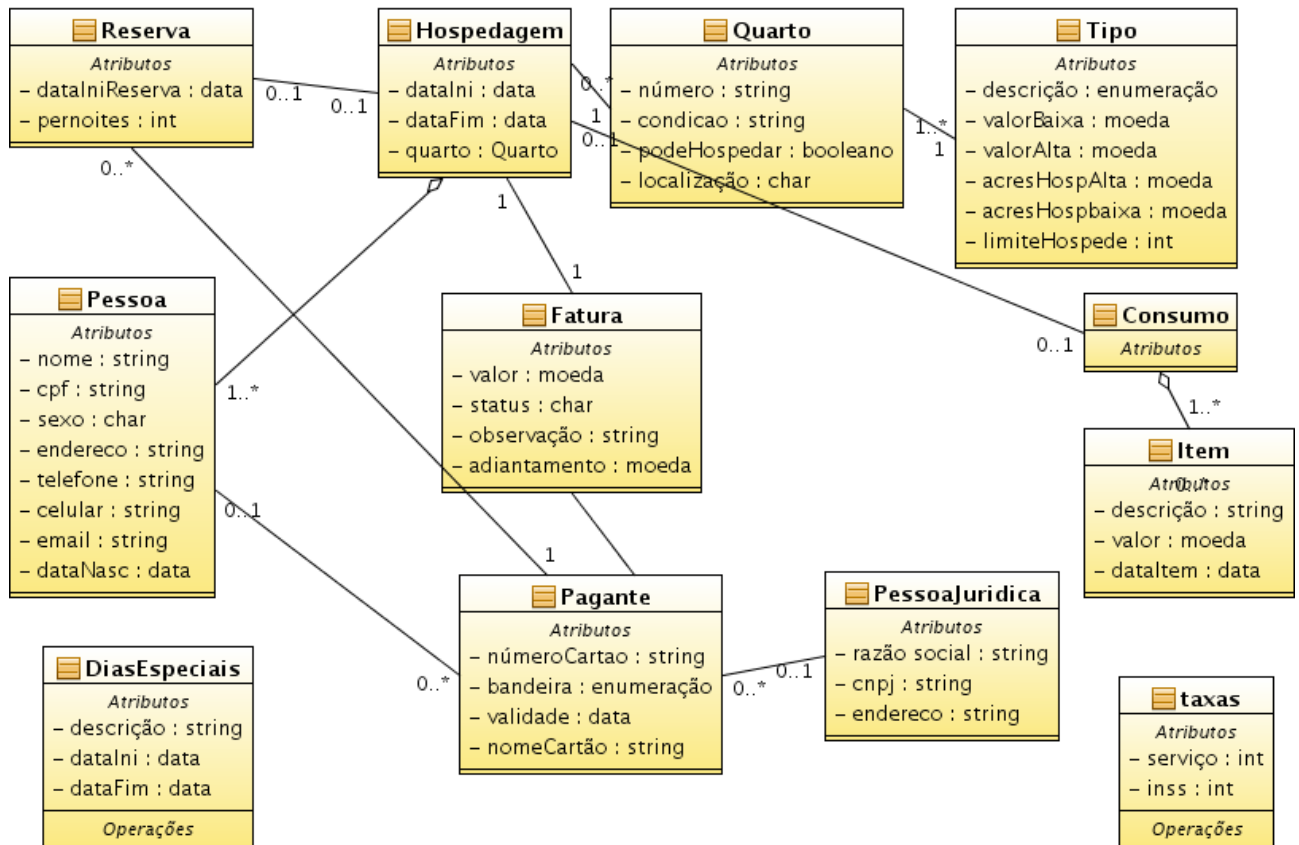 Reserva
Atributos
– dataIniReserva : data
– pernoites : int
Hospedagem
Atributos
– dataIni : data
– dataFim : data
– quarto : Quarto
Quarto
Atributos
– número : string
– condicao : string
– podeHospedar : booleano
– localização : char
Tipo
Atributos
– descrição : enumeração
– valorBaixa : moeda
– valorAlta : moeda
– acresHospAlta : moeda
– acresHospbaixa : moeda
– limiteHospede : int
0..1
0..1
0..*
1
0..1
1..*
1
0..*
1
1
Pessoa
Atributos
– nome : string
– cpf : string
– sexo : char
– endereco : string
– telefone : string
– celular : string
– email : string
– dataNasc : data
1..*
0..1
Fatura
Atributos
– valor : moeda
– status : char
– observação : string
– adiantamento : moeda
Consumo
Atributos
0..1
1..*
Item
Atributos
0..*
– descrição : string
– valor : moeda
– dataItem : data
1
Pagante
Atributos
– númeroCartao : string
– bandeira : enumeração
– validade : data
– nomeCartão : string
0..*
0..*
0..1
PessoaJuridica
Atributos
– razão social : string
– cnpj : string
– endereco : string
DiasEspeciais
Atributos
– descrição : string
– dataIni : data
– dataFim : data
Operações
taxas
Atributos
– serviço : int
– inss : int
Operações